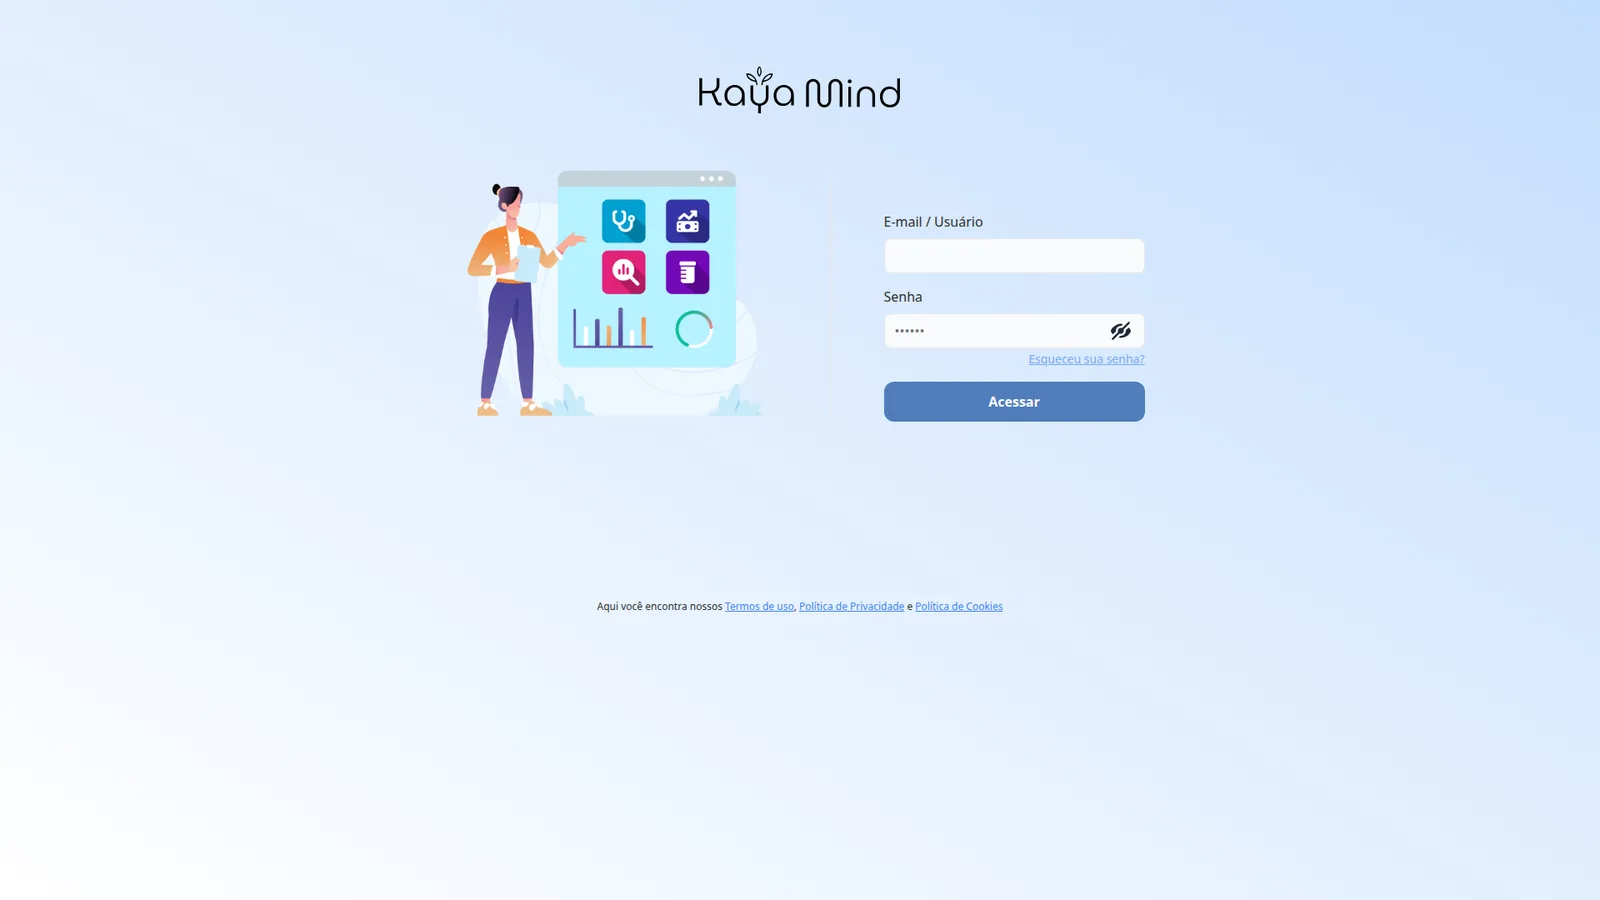 Kaya Mind
E-mail / Usuário
Senha
••••••
Esqueceu sua senha?
Acessar
Aqui você encontra nossos Termos de uso, Política de Privacidade e Política de Cookies